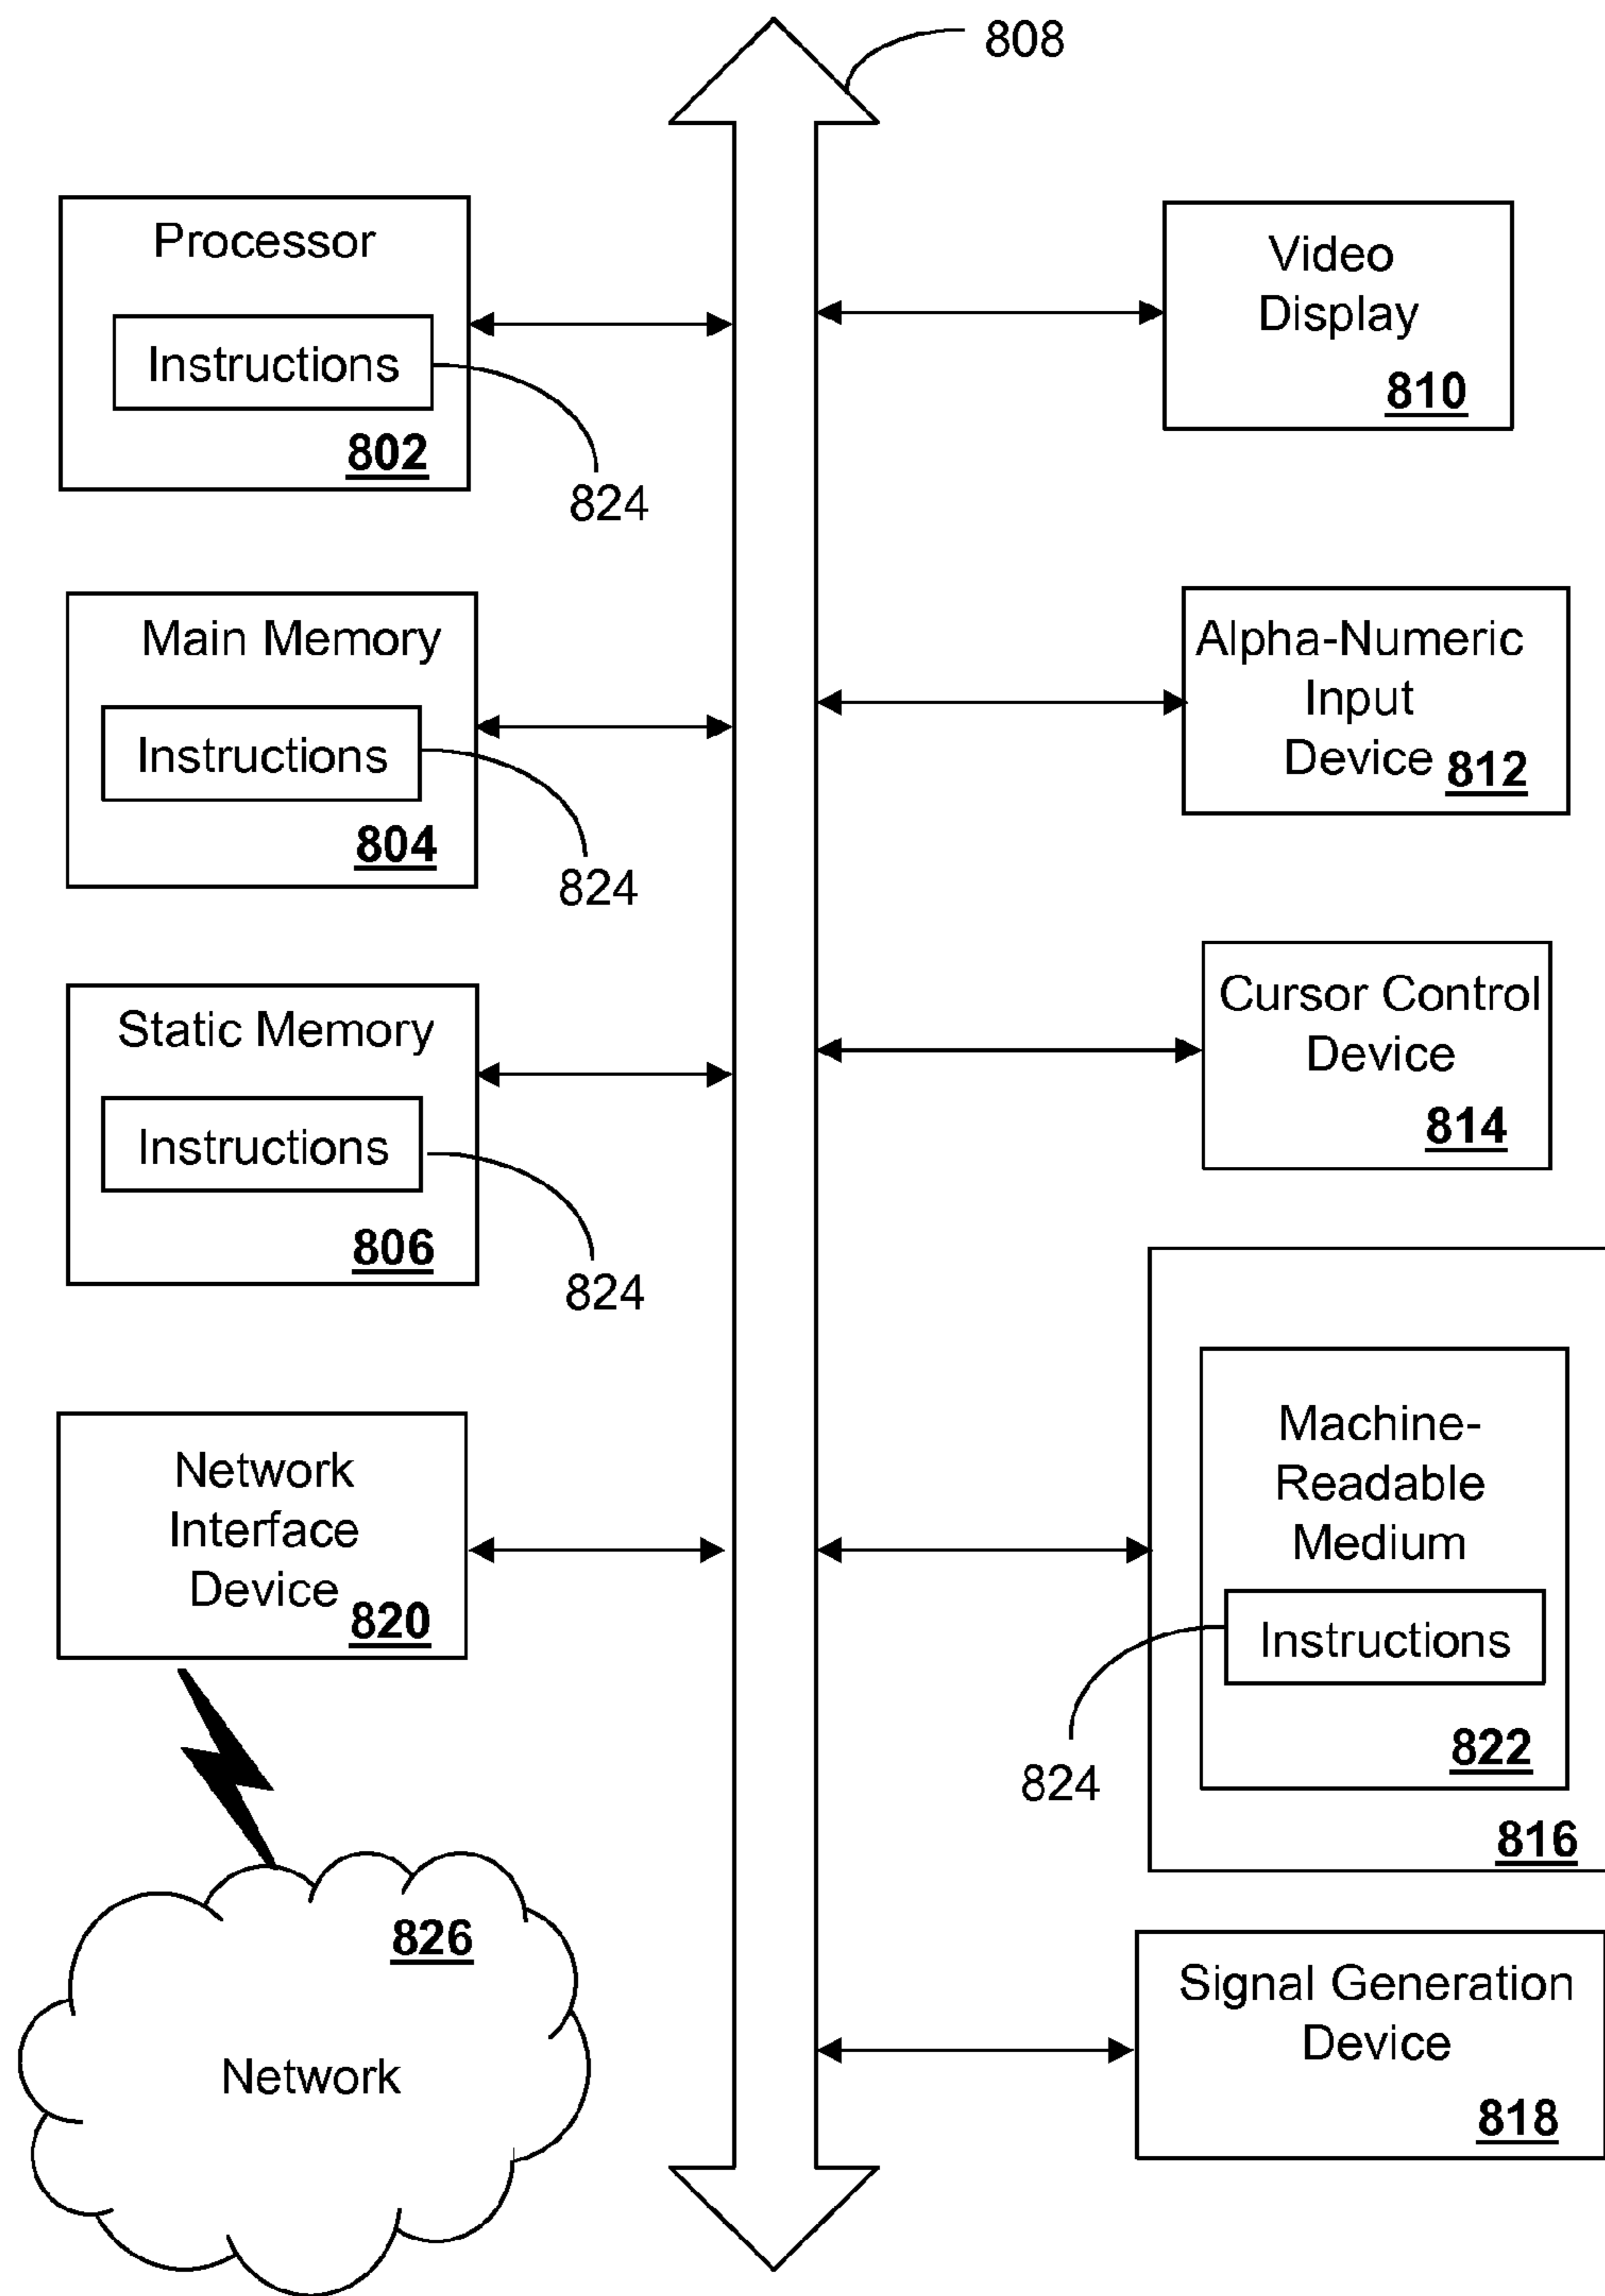 808
Processor
Instructions
802
824
Main Memory
Instructions
804
824
Static Memory
Instructions
806
824
Network
Interface
Device
820
826
Network
Video
Display
810
Alpha-Numeric
Input
Device 812
Cursor Control
Device
814
Machine-
Readable
Medium
Instructions
822
824
816
Signal Generation
Device
818